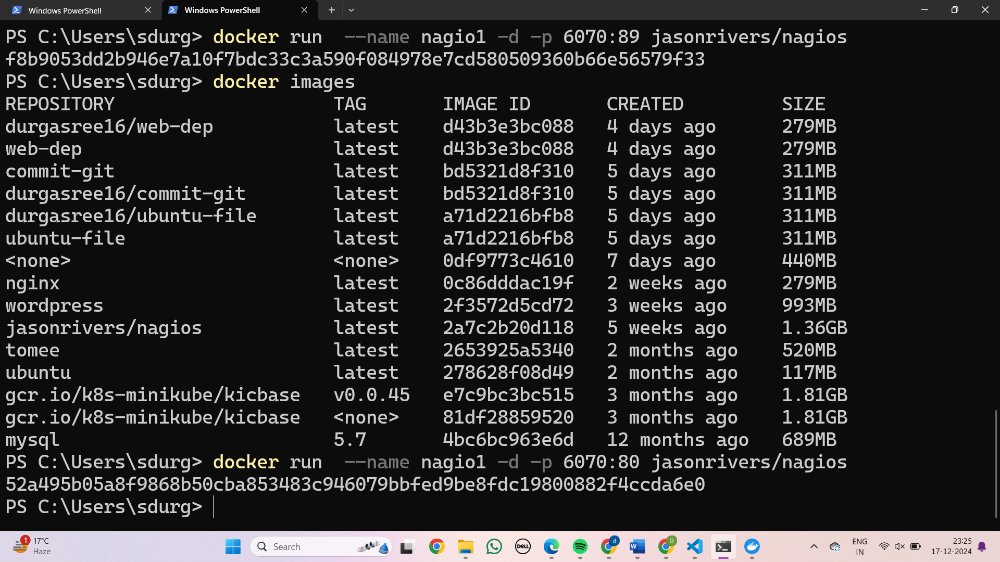 Windows PowerShell
Windows PowerShell
PS C:\Users\sdurg> docker run  --name nagio1 -d -p 6070:89 jasonrivers/nagios
f8b9053dd2b946e7a10f7bdc33c3a590f084978e7cd580509360b66e56579f33
PS C:\Users\sdurg> docker images
REPOSITORY TAG IMAGE ID CREATED SIZE
durgasree16/web-dep latest d43b3e3bc088 4 days ago 279MB
web-dep latest d43b3e3bc088 4 days ago 279MB
commit-git latest bd5321d8f310 5 days ago 311MB
durgasree16/commit-git latest bd5321d8f310 5 days ago 311MB
durgasree16/ubuntu-file latest a71d2216bfb8 5 days ago 311MB
ubuntu-file latest a71d2216bfb8 5 days ago 311MB
<none> <none> 0df9773c4610 7 days ago 440MB
nginx latest 0c86dddac19f 2 weeks ago 279MB
wordpress latest 2f3572d5cd72 3 weeks ago 993MB
jasonrivers/nagios latest 2a7c2b20d118 5 weeks ago 1.36GB
tomee latest 2653925a5340 2 months ago 520MB
ubuntu latest 278628f08d49 2 months ago 117MB
gcr.io/k8s-minikube/kicbase v0.0.45 e7c9bc3bc515 3 months ago 1.81GB
gcr.io/k8s-minikube/kicbase <none> 81df28859520 3 months ago 1.81GB
mysql 5.7 4bc6bc963e6d 12 months ago 689MB
PS C:\Users\sdurg> docker run  --name nagio1 -d -p 6070:80 jasonrivers/nagios
52a495b05a8f9868b50cba853483c946079bbfed9be8fdc19800882f4ccda6e0
PS C:\Users\sdurg>
1
17°C
Haze
Search
DELL
d
W
D
ENG
IN
23:25
17-12-2024